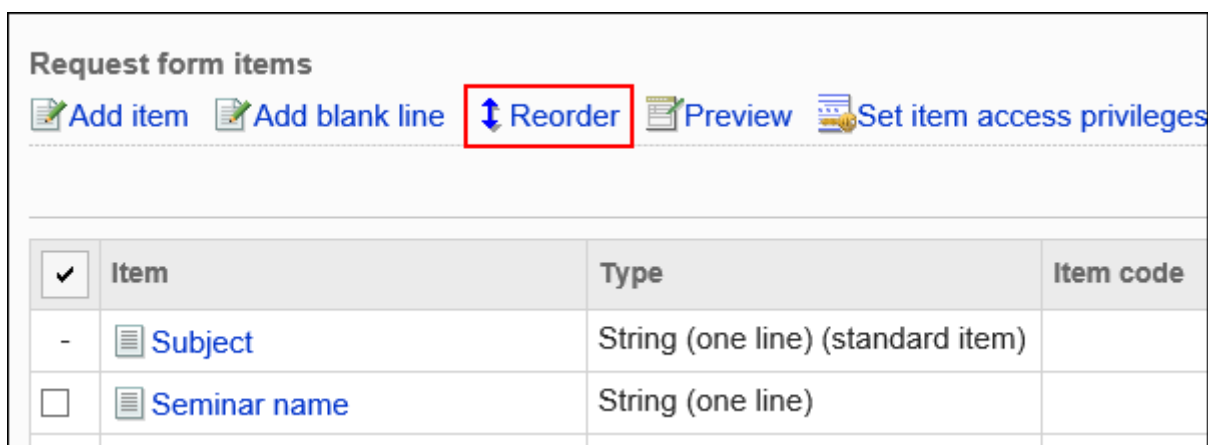 Request form items
Add item Add blank line Reorder Preview Set item access privileges
Item Type Item code
- Subject String (one line) (standard item)
Seminar name String (one line)